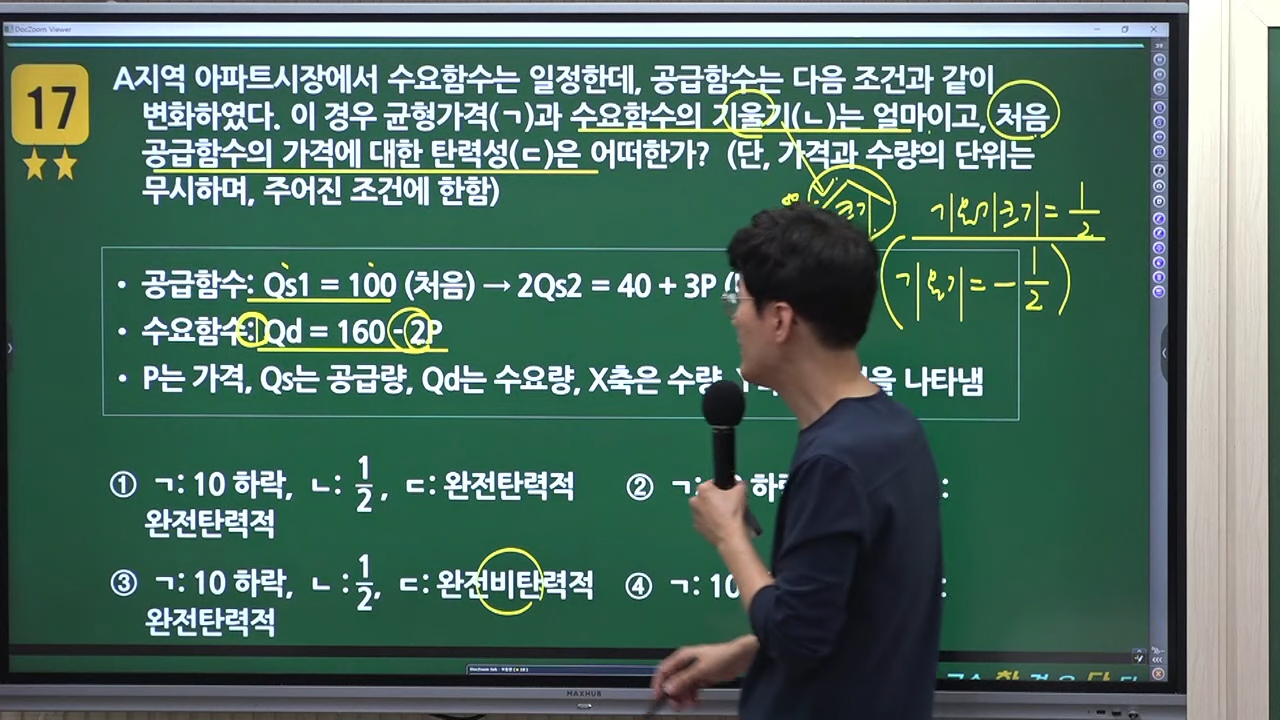 DocZoom Viewer
17
A지역 아파트시장에서 수요함수는 일정한데, 공급함수는 다음 조건과 같이
변화하였다. 이 경우 균형가격(ㄱ)과 수요함수의 지울기(ㄴ)는 얼마이고, 처음
공급함수의 가격에 대한 탄력성(ㄷ)은 어떠한가? (단, 가격과 수량의 단위는
무시하며, 주어진 조건에 한함)
크기
기울기크기 = 1/2
(기울기 = - 1/2)
• 공급함수: Qs1 = 100 (처음) → 2Qs2 = 40 + 3P
• 수요함수: Qd = 160-2P
• P는 가격, Qs는 공급량, Qd는 수요량, X축은 수량, 나타냄
① ㄱ: 10 하락, ㄴ: 1/2, ㄷ: 완전탄력적
② ㄱ: 하락 :
완전탄력적
③ ㄱ: 10 하락, ㄴ : 1/2, ㄷ: 완전비탄력적
④ ㄱ: 10 :
완전탄력적
MAXHUB